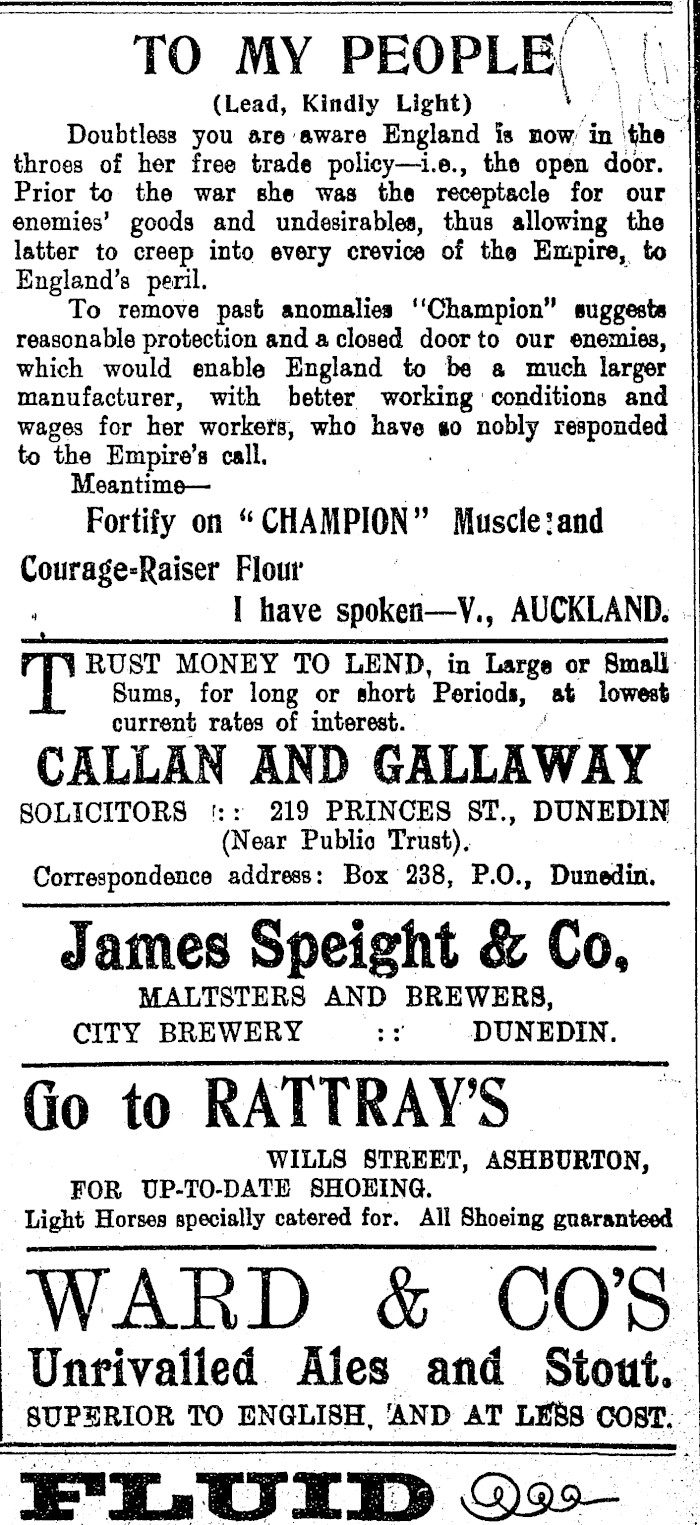 TO MY PEOPLE
(Lead, Kindly Light)
Doubtless you are aware England is now in the
throes of her free trade policy—i.e., the open door.
Prior to the war she was the receptacle for our
enemies' goods and undesirables, thus allowing the
latter to creep into every crevice of the Empire, to
England's peril.
To remove past anomalies "Champion" suggests
reasonable protection and a closed door to our enemies,
which would enable England to be a much larger
manufacturer, with better working conditions and
wages for her workers, who have so nobly responded
to the Empire's call.
Meantime—
Fortify on "CHAMPION" Muscle and
Courage-Raiser Flour
I have spoken—V., AUCKLAND.
TRUST MONEY TO LEND, in Large or Small
Sums, for long or short Periods, at lowest
current rates of interest.
CALLAN AND GALLAWAY
SOLICITORS :: 219 PRINCES ST., DUNEDIN
(Near Public Trust).
Correspondence address: Box 238, P.O., Dunedin.
James Speight & Co.
MALTSTERS AND BREWERS,
CITY BREWERY :: DUNEDIN.
Go to RATTRAY'S
WILLS STREET, ASHBURTON,
FOR UP-TO-DATE SHOEING.
Light Horses specially catered for. All Shoeing guaranteed
WARD & CO'S
Unrivalled Ales and Stout.
SUPERIOR TO ENGLISH, AND AT LESS COST.
FLUID